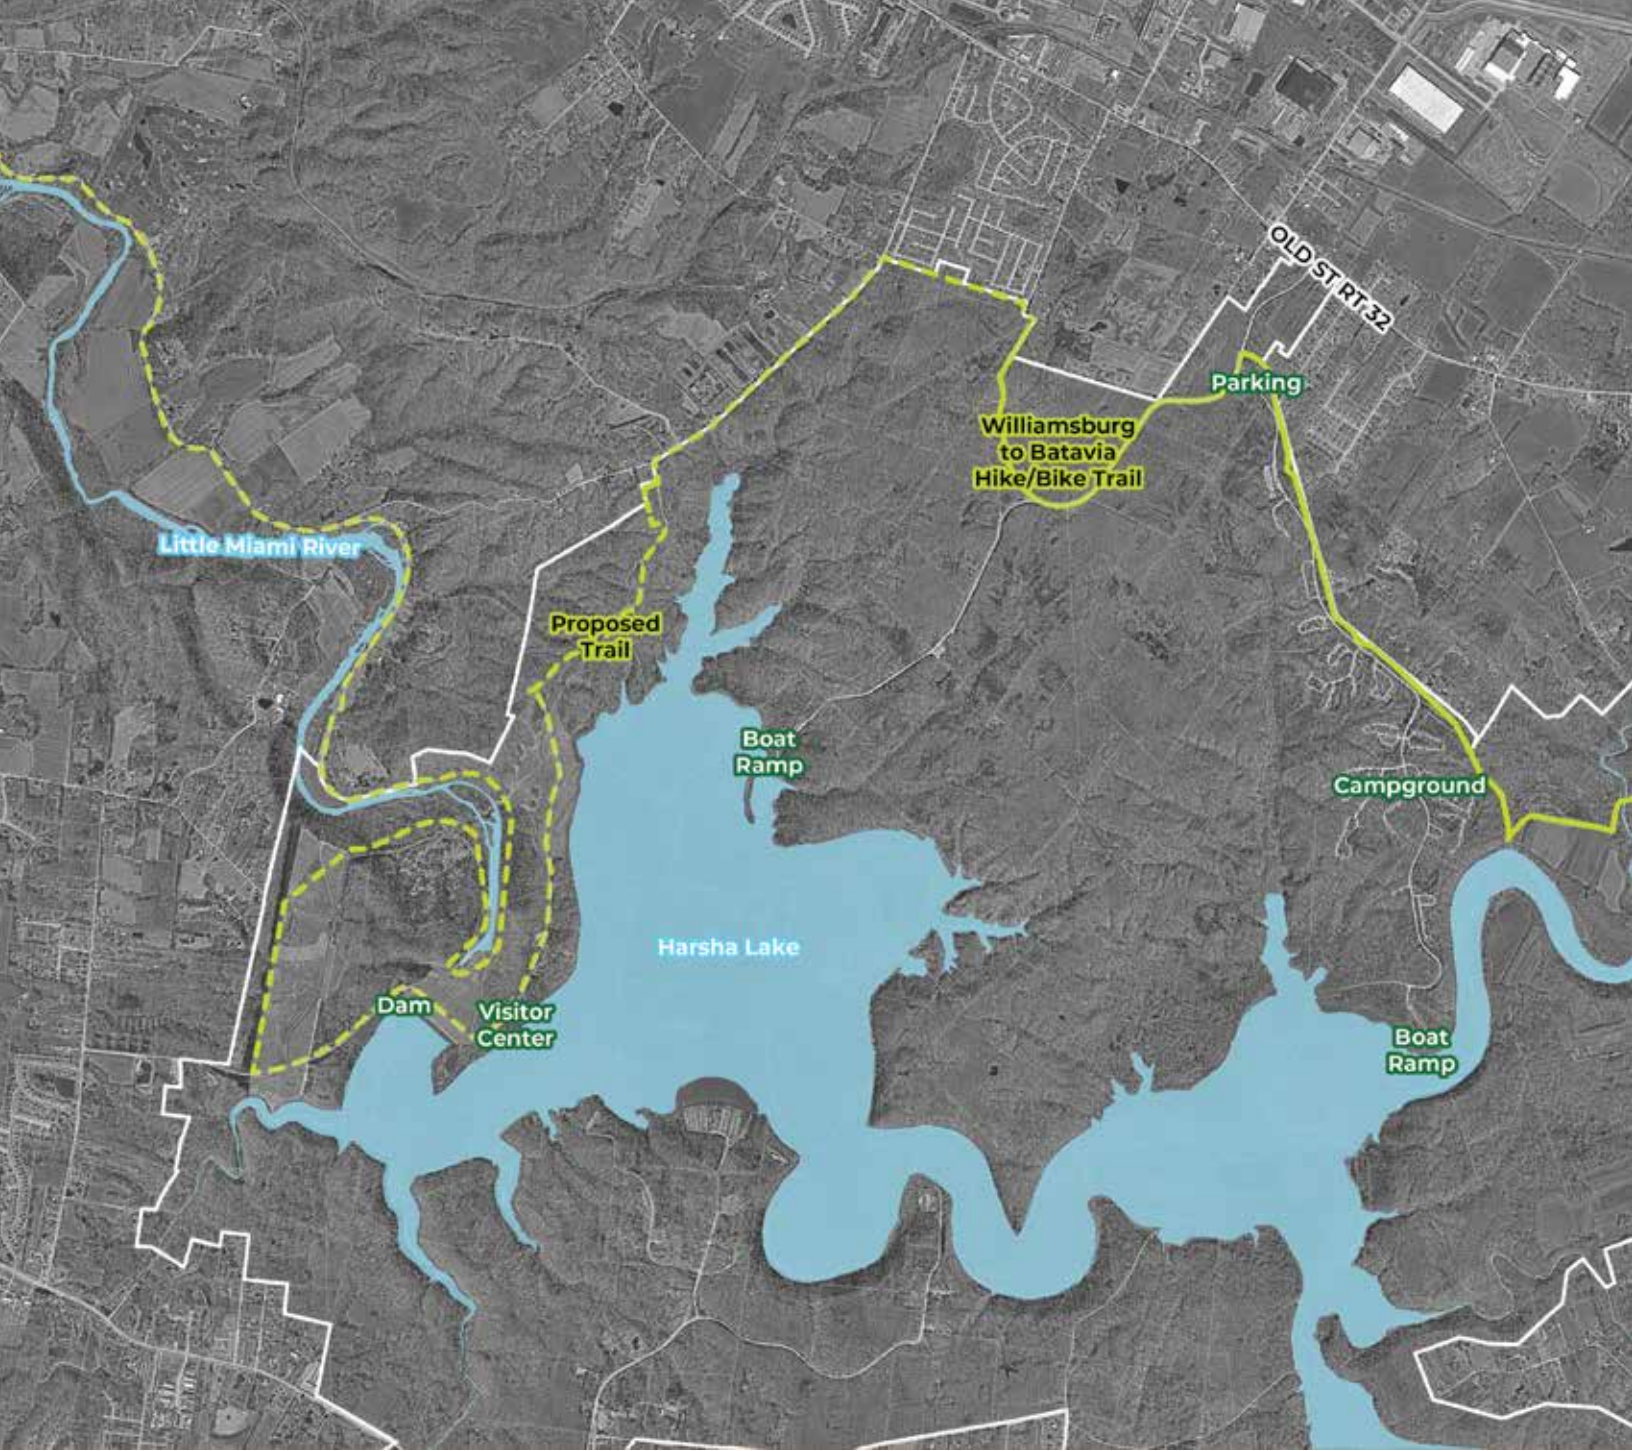 OLD ST RT 32
Parking
Williamsburg
to Batavia
Hike/Bike Trail
Little Miami River
Proposed
Trail
Boat
Ramp
Campground
Harsha Lake
Dam
Visitor
Center
Boat
Ramp